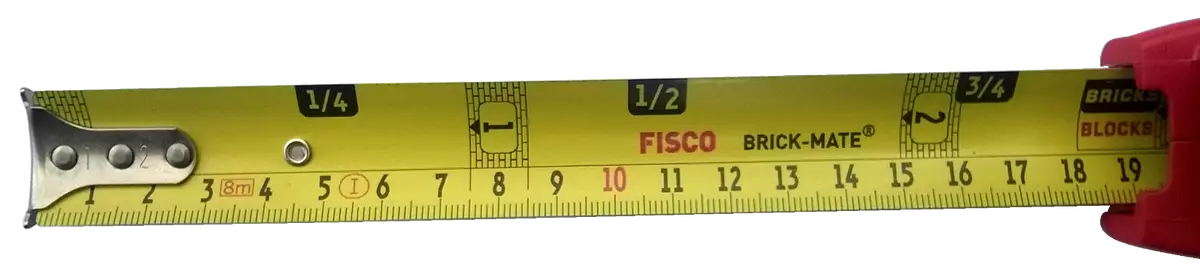 1/4 1/2 3/4
1 2 BRICKS
FISCO BRICK-MATE® BLOCKS
1 2
1 2 3 8m 4 5 I 6 7 8 9 10 11 12 13 14 15 16 17 18 19